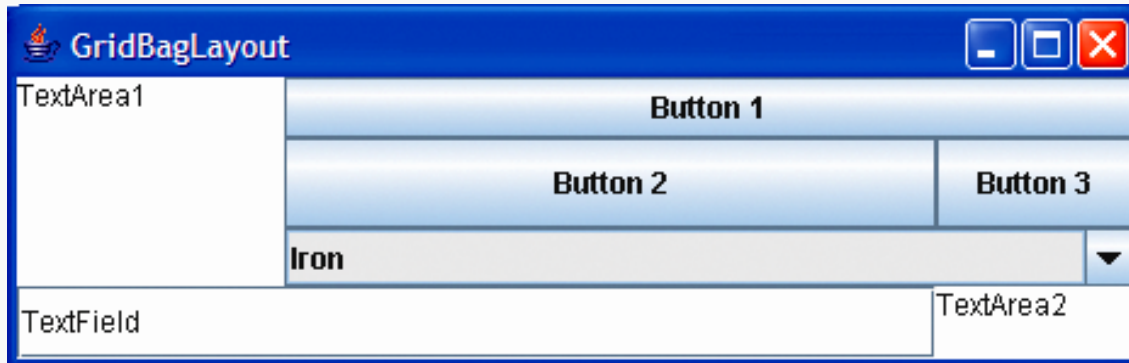 GridBagLayout
TextArea1
Button 1
Button 2
Button 3
Iron
TextField
TextArea2